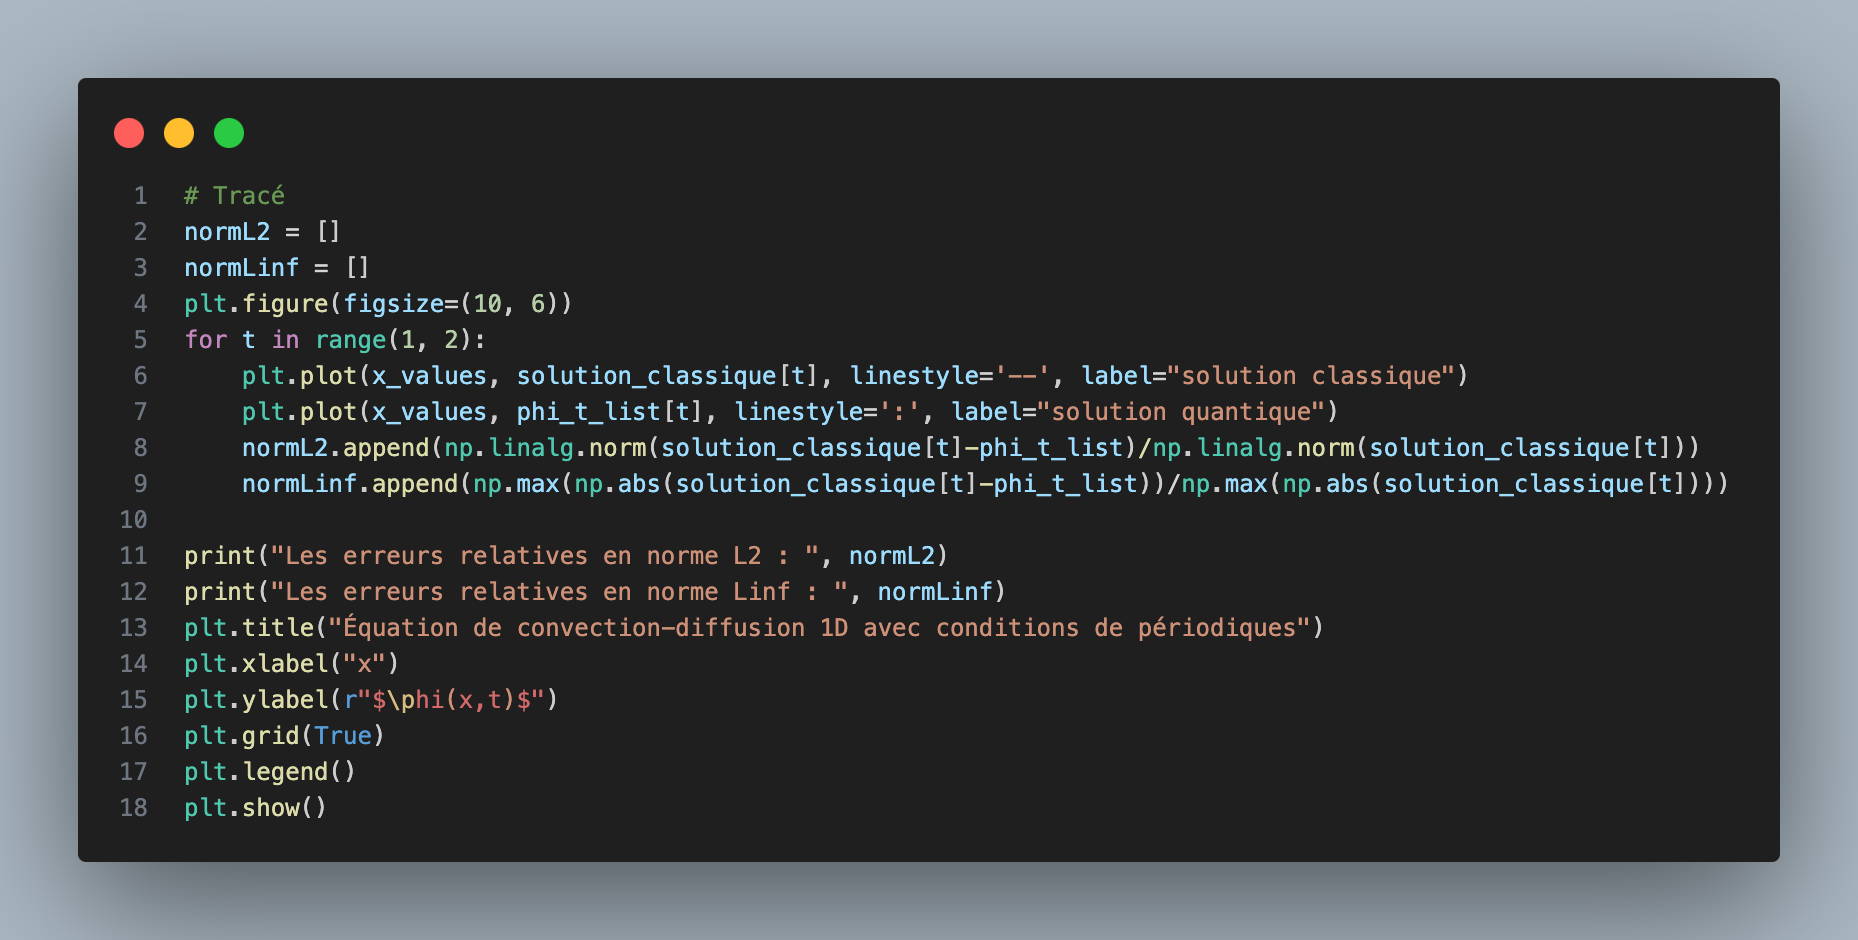 1 # Tracé
2 normL2 = []
3 normLinf = []
4 plt.figure(figsize=(10, 6))
5 for t in range(1, 2):
6     plt.plot(x_values, solution_classique[t], linestyle='--', label="solution classique")
7     plt.plot(x_values, phi_t_list[t], linestyle=':', label="solution quantique")
8     normL2.append(np.linalg.norm(solution_classique[t]-phi_t_list)/np.linalg.norm(solution_classique[t]))
9     normLinf.append(np.max(np.abs(solution_classique[t]-phi_t_list))/np.max(np.abs(solution_classique[t])))
10
11 print("Les erreurs relatives en norme L2 : ", normL2)
12 print("Les erreurs relatives en norme Linf : ", normLinf)
13 plt.title("Équation de convection-diffusion 1D avec conditions de périodiques")
14 plt.xlabel("x")
15 plt.ylabel(r"$\phi(x,t)$")
16 plt.grid(True)
17 plt.legend()
18 plt.show()